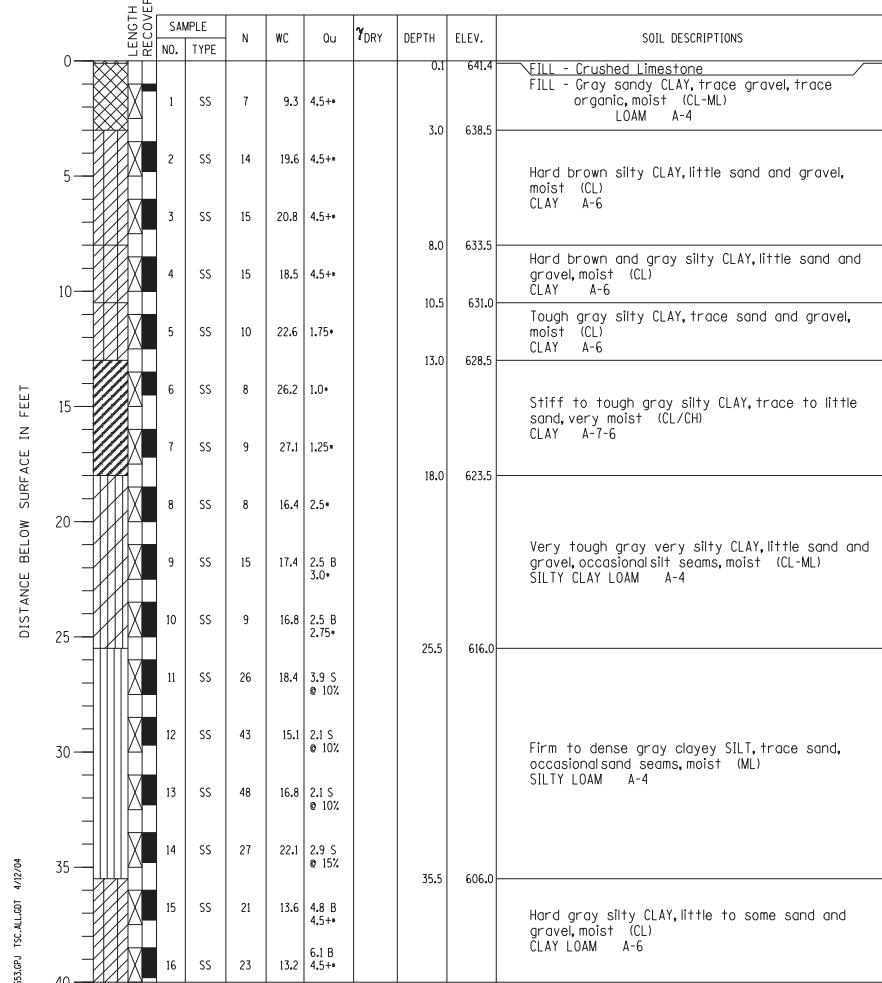 LENGTH
RECOVERY
SAMPLE
NO. TYPE N WC Qu γDRY DEPTH ELEV. SOIL DESCRIPTIONS
0
0.1 641.4 FILL - Crushed Limestone
FILL - Gray sandy CLAY, trace gravel, trace
1 SS 7 9.3 4.5+* organic, moist (CL-ML)
LOAM A-4
3.0 638.5
2 SS 14 19.6 4.5+*
5
Hard brown silty CLAY, little sand and gravel,
moist (CL)
CLAY A-6
3 SS 15 20.8 4.5+*
8.0 633.5
Hard brown and gray silty CLAY, little sand and
4 SS 15 18.5 4.5+* gravel, moist (CL)
CLAY A-6
10
10.5 631.0
Tough gray silty CLAY, trace sand and gravel,
5 SS 10 22.6 1.75* moist (CL)
CLAY A-6
13.0 628.5
6 SS 8 26.2 1.0*
15
Stiff to tough gray silty CLAY, trace to little
sand, very moist (CL/CH)
CLAY A-7-6
7 SS 9 27.1 1.25*
18.0 623.5
8 SS 8 16.4 2.5*
20
9 SS 15 17.4 2.5 B
3.0*
Very tough gray very silty CLAY, little sand and
gravel, occasional silt seams, moist (CL-ML)
SILTY CLAY LOAM A-4
10 SS 9 16.8 2.5 B
2.75*
25
25.5 616.0
11 SS 26 18.4 3.9 S
@ 10%
12 SS 43 15.1 2.1 S
@ 10%
30
Firm to dense gray clayey SILT, trace sand,
occasional sand seams, moist (ML)
SILTY LOAM A-4
13 SS 48 16.8 2.1 S
@ 10%
14 SS 27 22.1 2.9 S
@ 15%
35
35.5 606.0
15 SS 21 13.6 4.8 B
4.5+*
Hard gray silty CLAY, little to some sand and
gravel, moist (CL)
CLAY LOAM A-6
16 SS 23 13.2 6.1 B
4.5+*
40
DISTANCE BELOW SURFACE IN FEET
553.GPJ TSC_ALL.GDT 4/12/04